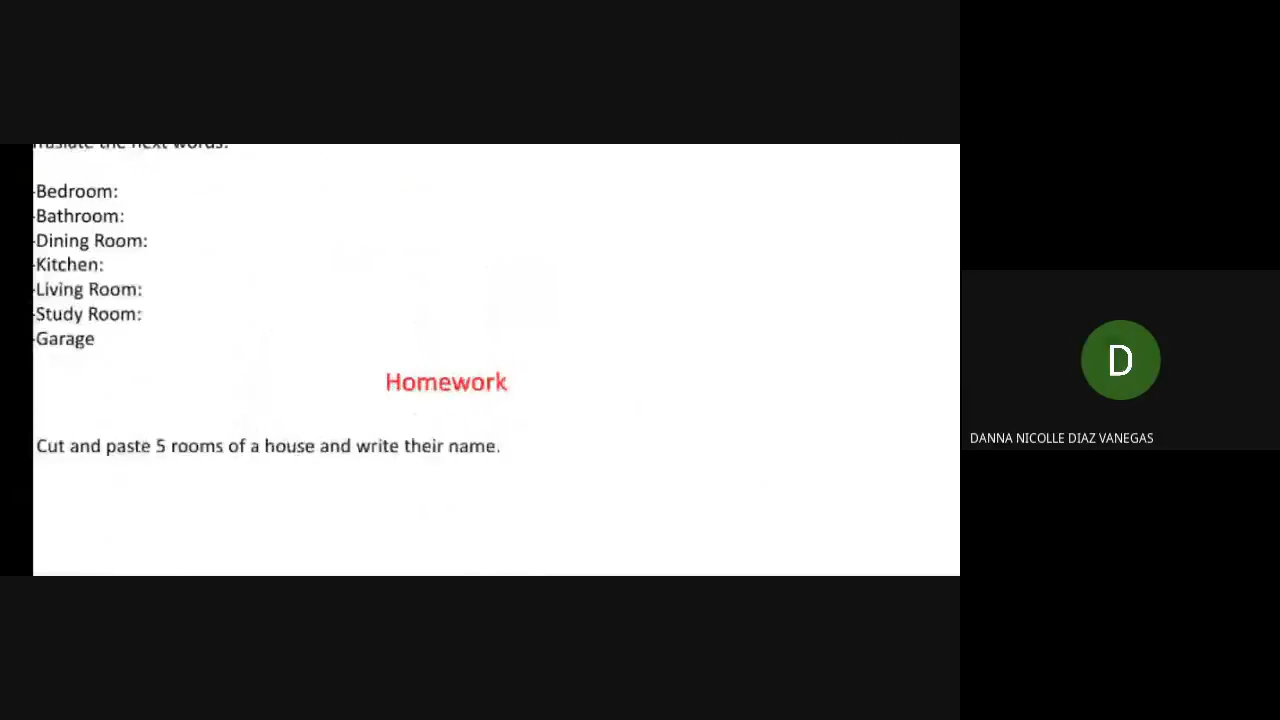 the next words:
-Bedroom:
-Bathroom:
-Dining Room:
-Kitchen:
-Living Room:
-Study Room:
-Garage
Homework
Cut and paste 5 rooms of a house and write their name.
D
DANNA NICOLLE DIAZ VANEGAS